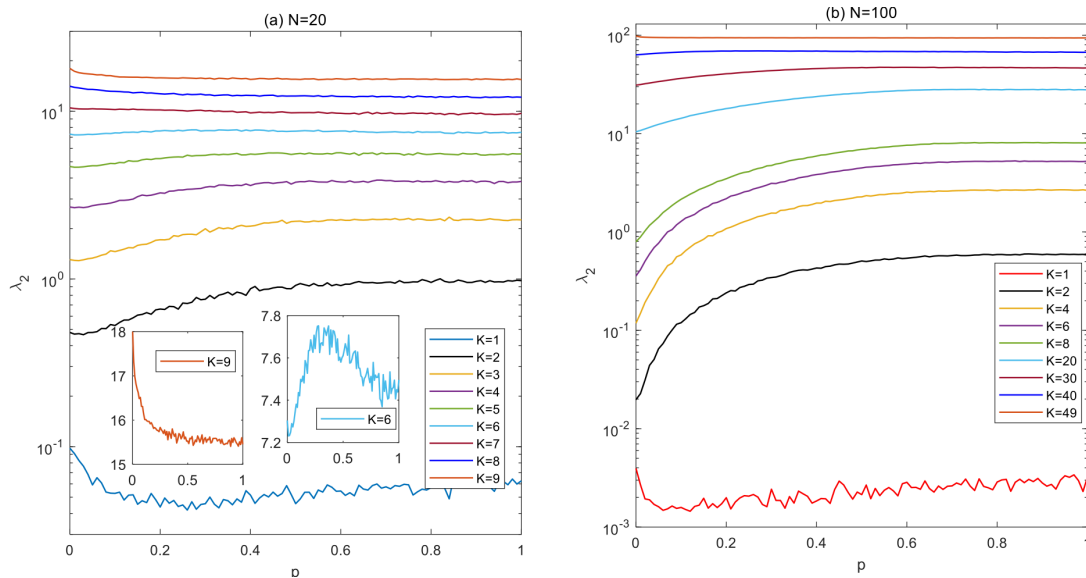 (a) N=20
λ₂
10¹
10⁰
10⁻¹
18
17
16
15
0
0.5
1
K=9
7.8
7.6
7.4
7.2
0
0.5
1
K=6
K=1
K=2
K=3
K=4
K=5
K=6
K=7
K=8
K=9
0
0.2
0.4
0.6
0.8
1
p
(b) N=100
λ₂
10²
10¹
10⁰
10⁻¹
10⁻²
10⁻³
K=1
K=2
K=4
K=6
K=8
K=20
K=30
K=40
K=49
0
0.2
0.4
0.6
0.8
1
p